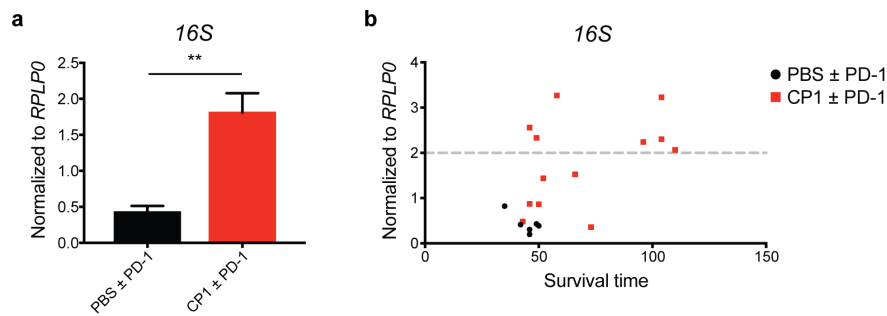 a
16S
**
Normalized to RPLP0
2.5
2.0
1.5
1.0
0.5
0.0
PBS ± PD-1
CP1 ± PD-1
b
16S
Normalized to RPLP0
4
3
2
1
0
0
50
100
150
Survival time
PBS ± PD-1
CP1 ± PD-1